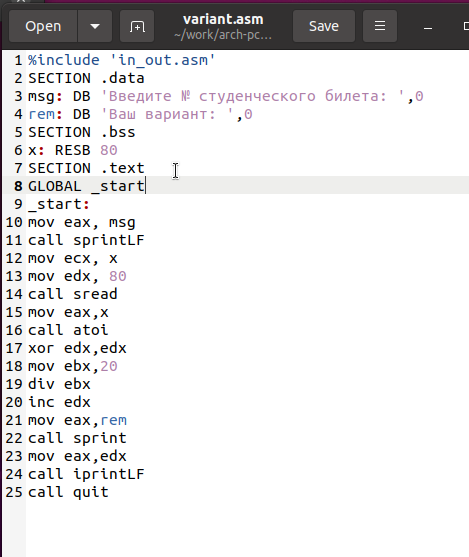 Open
variant.asm
~/work/arch-pc...
Save
1 %include 'in_out.asm'
2 SECTION .data
3 msg: DB 'Введите № студенческого билета: ',0
4 rem: DB 'Ваш вариант: ',0
5 SECTION .bss
6 x: RESB 80
7 SECTION .text
8 GLOBAL _start
9 _start:
10 mov eax, msg
11 call sprintLF
12 mov ecx, x
13 mov edx, 80
14 call sread
15 mov eax,x
16 call atoi
17 xor edx,edx
18 mov ebx,20
19 div ebx
20 inc edx
21 mov eax,rem
22 call sprint
23 mov eax,edx
24 call iprintLF
25 call quit